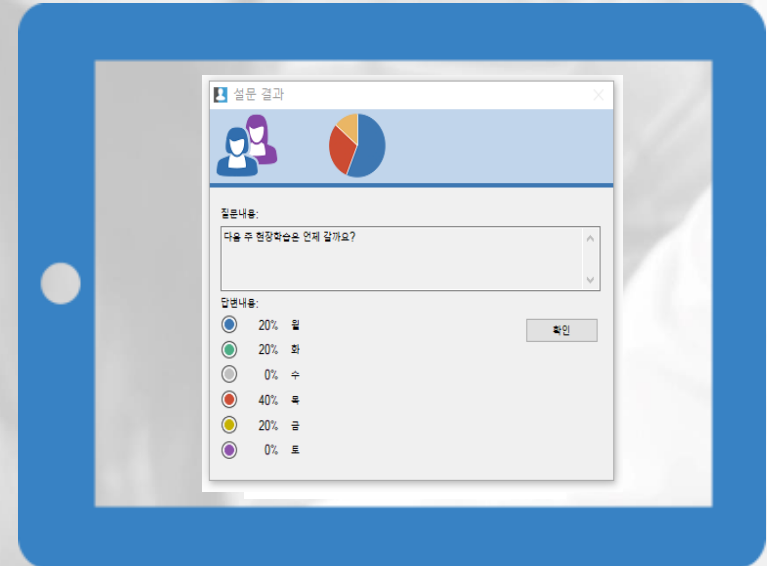 설문 결과
질문내용:
다음 주 현장학습은 언제 갈까요?
답변내용:
20% 월
확인
20% 화
0% 수
40% 목
20% 금
0% 토